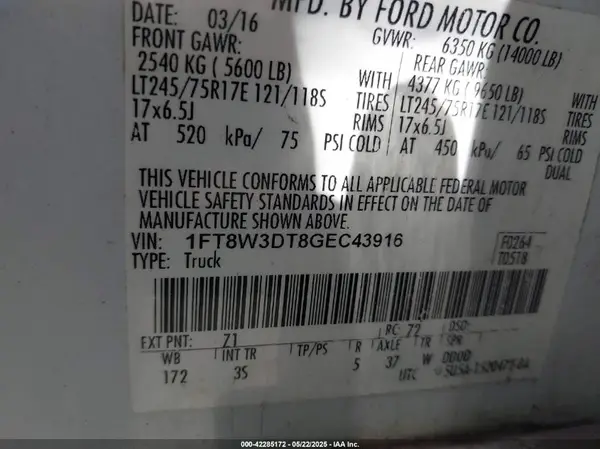 DATE: 03/16 MFD. BY FORD MOTOR CO.
FRONT GAWR: GVWR: 6350 KG (14000 LB)
2540 KG ( 5600 LB) WITH REAR GAWR: 4377 KG (9650 LB) WITH
LT245/75R17E 121/118S TIRES LT245/75R17E 121/118S TIRES
17x6.5J RIMS 17x6.5J RIMS
AT 520 kPa/ 75 PSI COLD AT 450 kPa/ 65 PSI COLD
DUAL
THIS VEHICLE CONFORMS TO ALL APPLICABLE FEDERAL MOTOR
VEHICLE SAFETY STANDARDS IN EFFECT ON THE DATE OF
MANUFACTURE SHOWN ABOVE.
VIN: 1FT8W3DT8GEC43916 F0264
TYPE: Truck T0518
EXT PNT: Z1 RC: 72 DSO:
WB INT TR TP/PS R AXLE TR SPR
172 3S 5 37 W
UTC
000-42285172 - 05/22/2025 - IAA Inc.